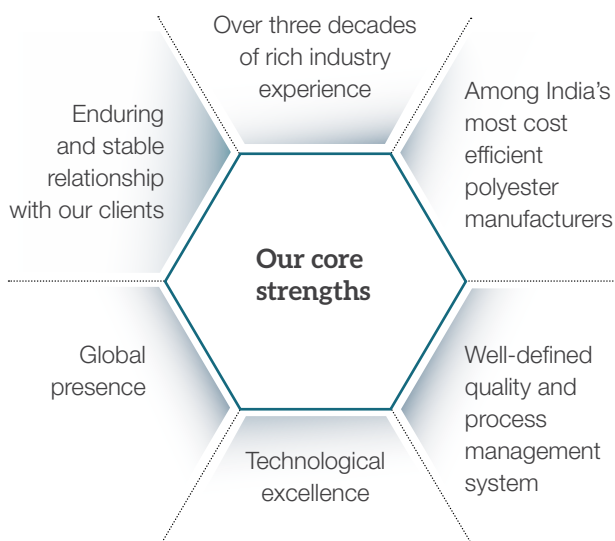 Over three decades
of rich industry
experience
Among India's
most cost
efficient
polyester
manufacturers
Well-defined
quality and
process
management
system
Technological
excellence
Global
presence
Enduring
and stable
relationship
with our clients
Our core
strengths